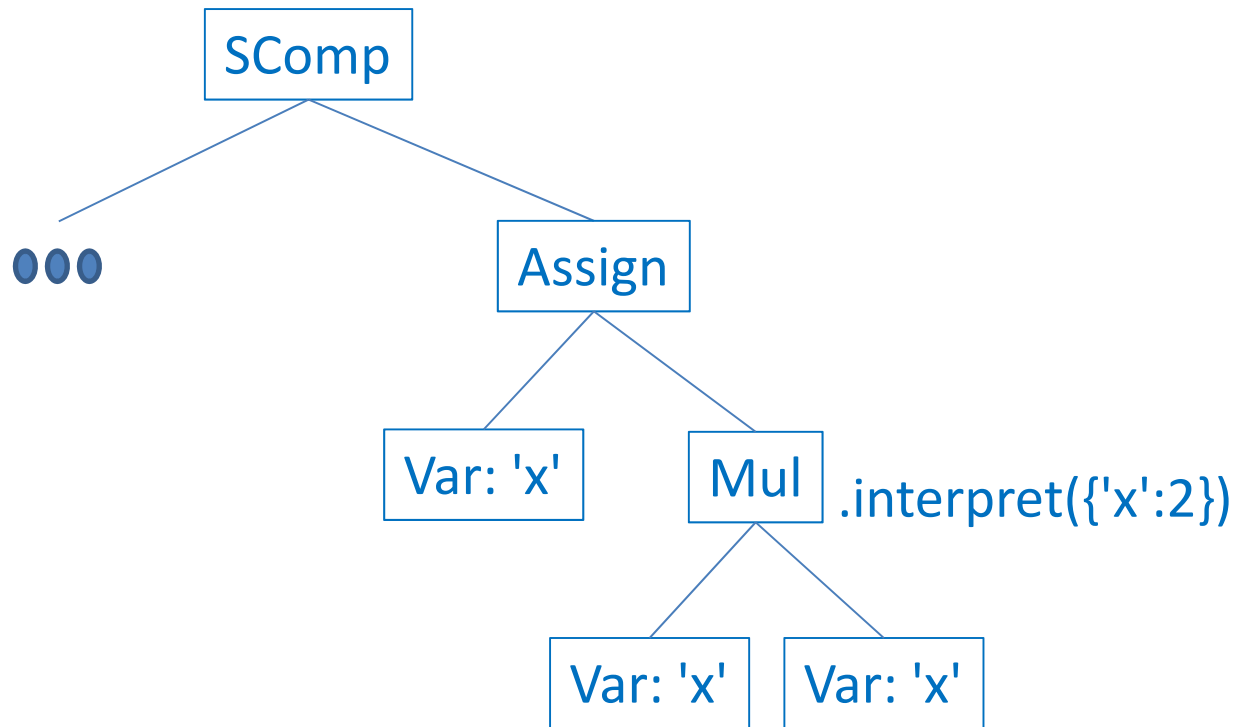 SComp
Assign
Var: 'x'
Mul
.interpret({'x':2})
Var: 'x'
Var: 'x'